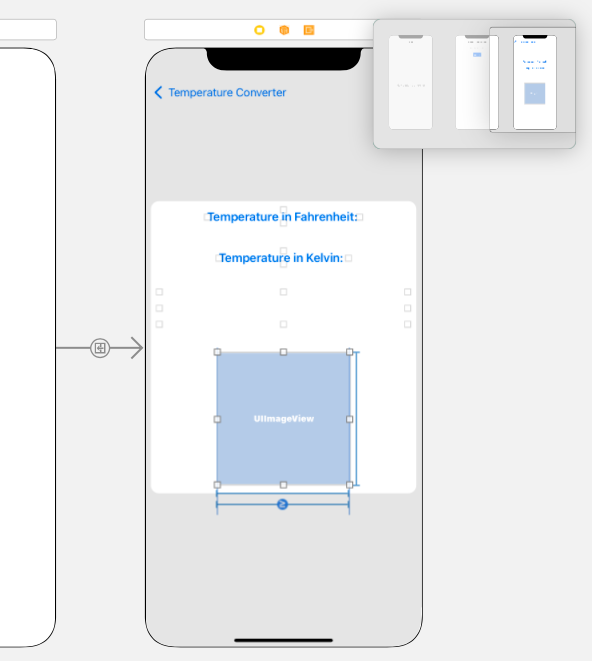 Temperature Converter
Temperature in Fahrenheit:
Temperature in Kelvin:
UIImageView